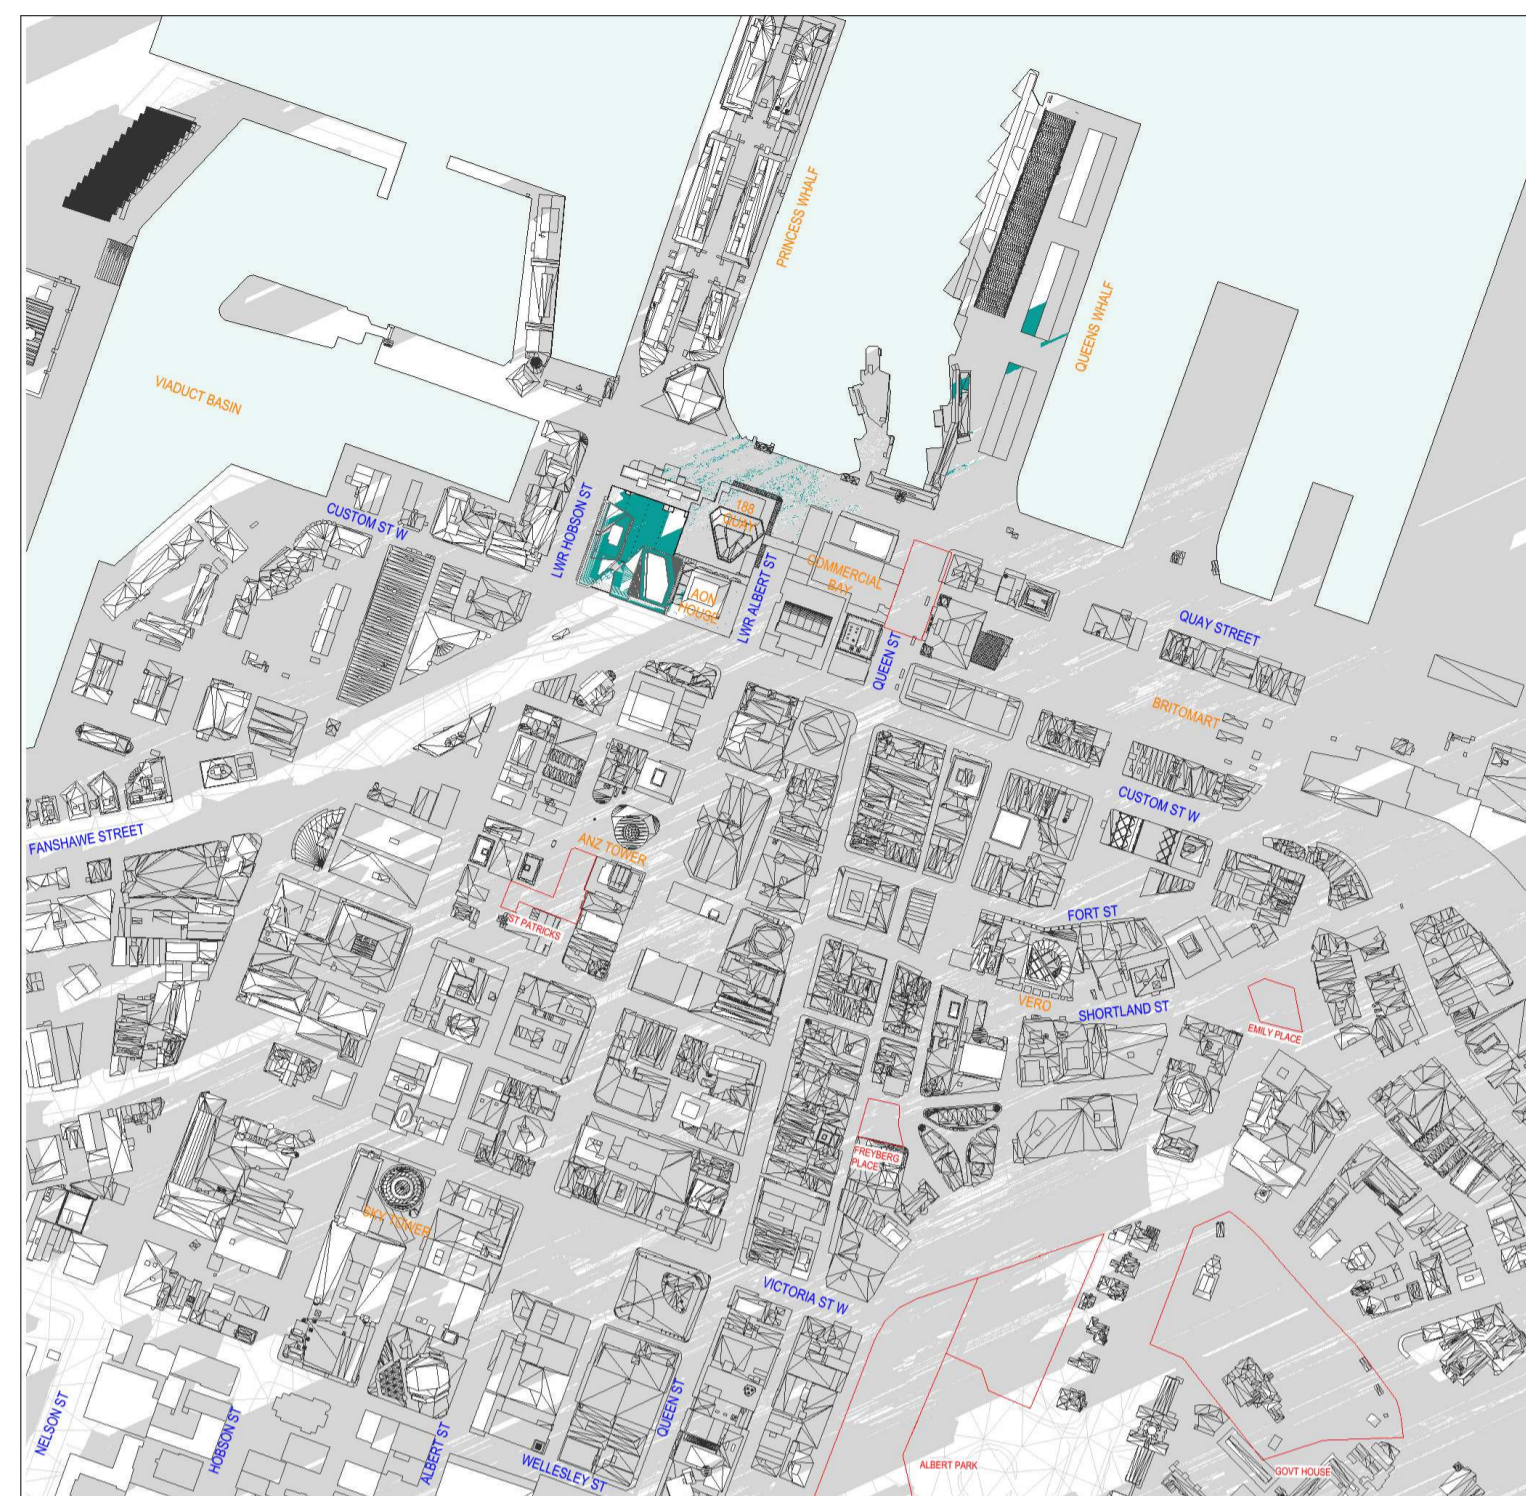 PRINCESS WHALF
QUEENS WHALF
VIADUCT BASIN
CUSTOM ST W
LWR HOBSON ST
188
QUAY
AON
HOUSE
LWR ALBERT ST
COMMERCIAL
BAY
QUEEN ST
QUAY STREET
BRITOMART
CUSTOM ST W
FANSHAWE STREET
ANZ TOWER
ST PATRICKS
FORT ST
VERO
SHORTLAND ST
EMILY PLACE
FREYBERG
PLACE
SKY TOWER
VICTORIA ST W
NELSON ST
HOBSON ST
ALBERT ST
WELLESLEY ST
QUEEN ST
ALBERT PARK
GOVT HOUSE